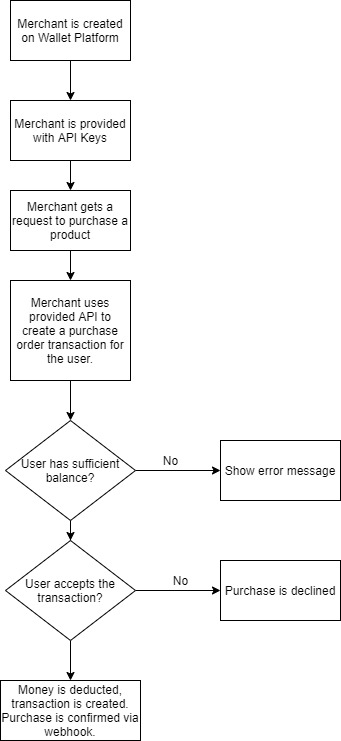 Merchant is created
on Wallet Platform
Merchant is provided
with API Keys
Merchant gets a
request to purchase a
product
Merchant uses
provided API to
create a purchase
order transaction for
the user.
User has sufficient
balance?
No
Show error message
User accepts the
transaction?
No
Purchase is declined
Money is deducted,
transaction is created.
Purchase is confirmed via
webhook.